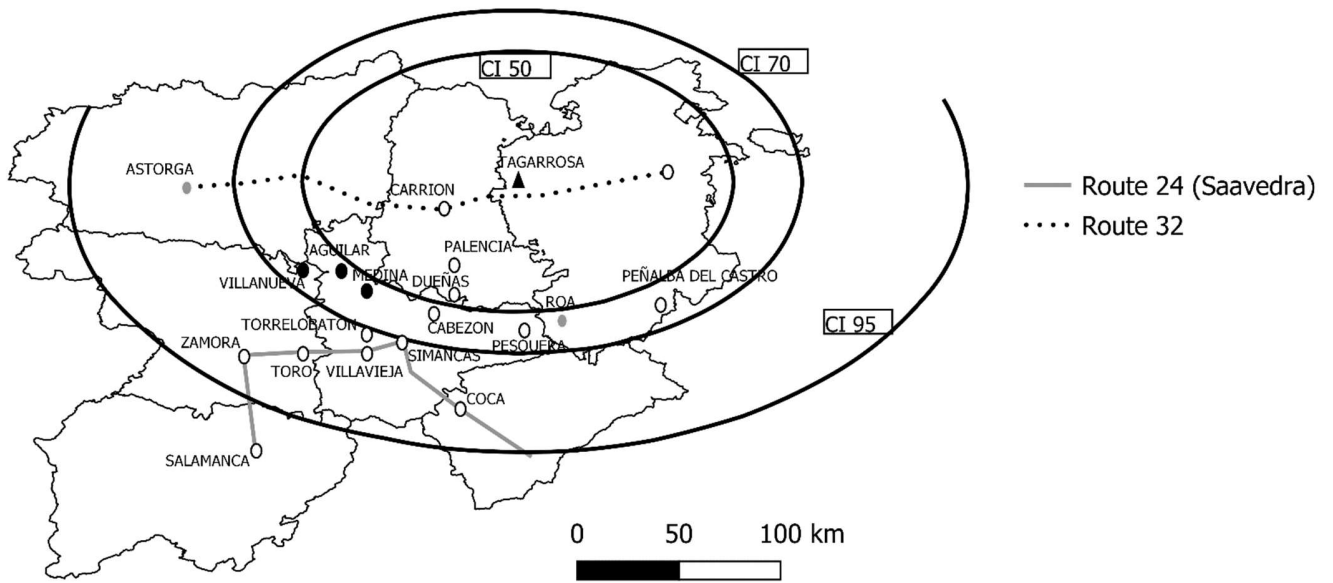 CI 50
CI 70
ASTORGA
TAGARROSA
CARRION
AGUILAR
PALENCIA
VILLANUEVA
MEDINA
DUEÑAS
PEÑALBA DEL CASTRO
ROA
TORRELOBATON
CABEZON
CI 95
ZAMORA
SIMANCAS
PESQUERA
TORO
VILLAVIEJA
COCA
SALAMANCA
Route 24 (Saavedra)
Route 32
0 50 100 km